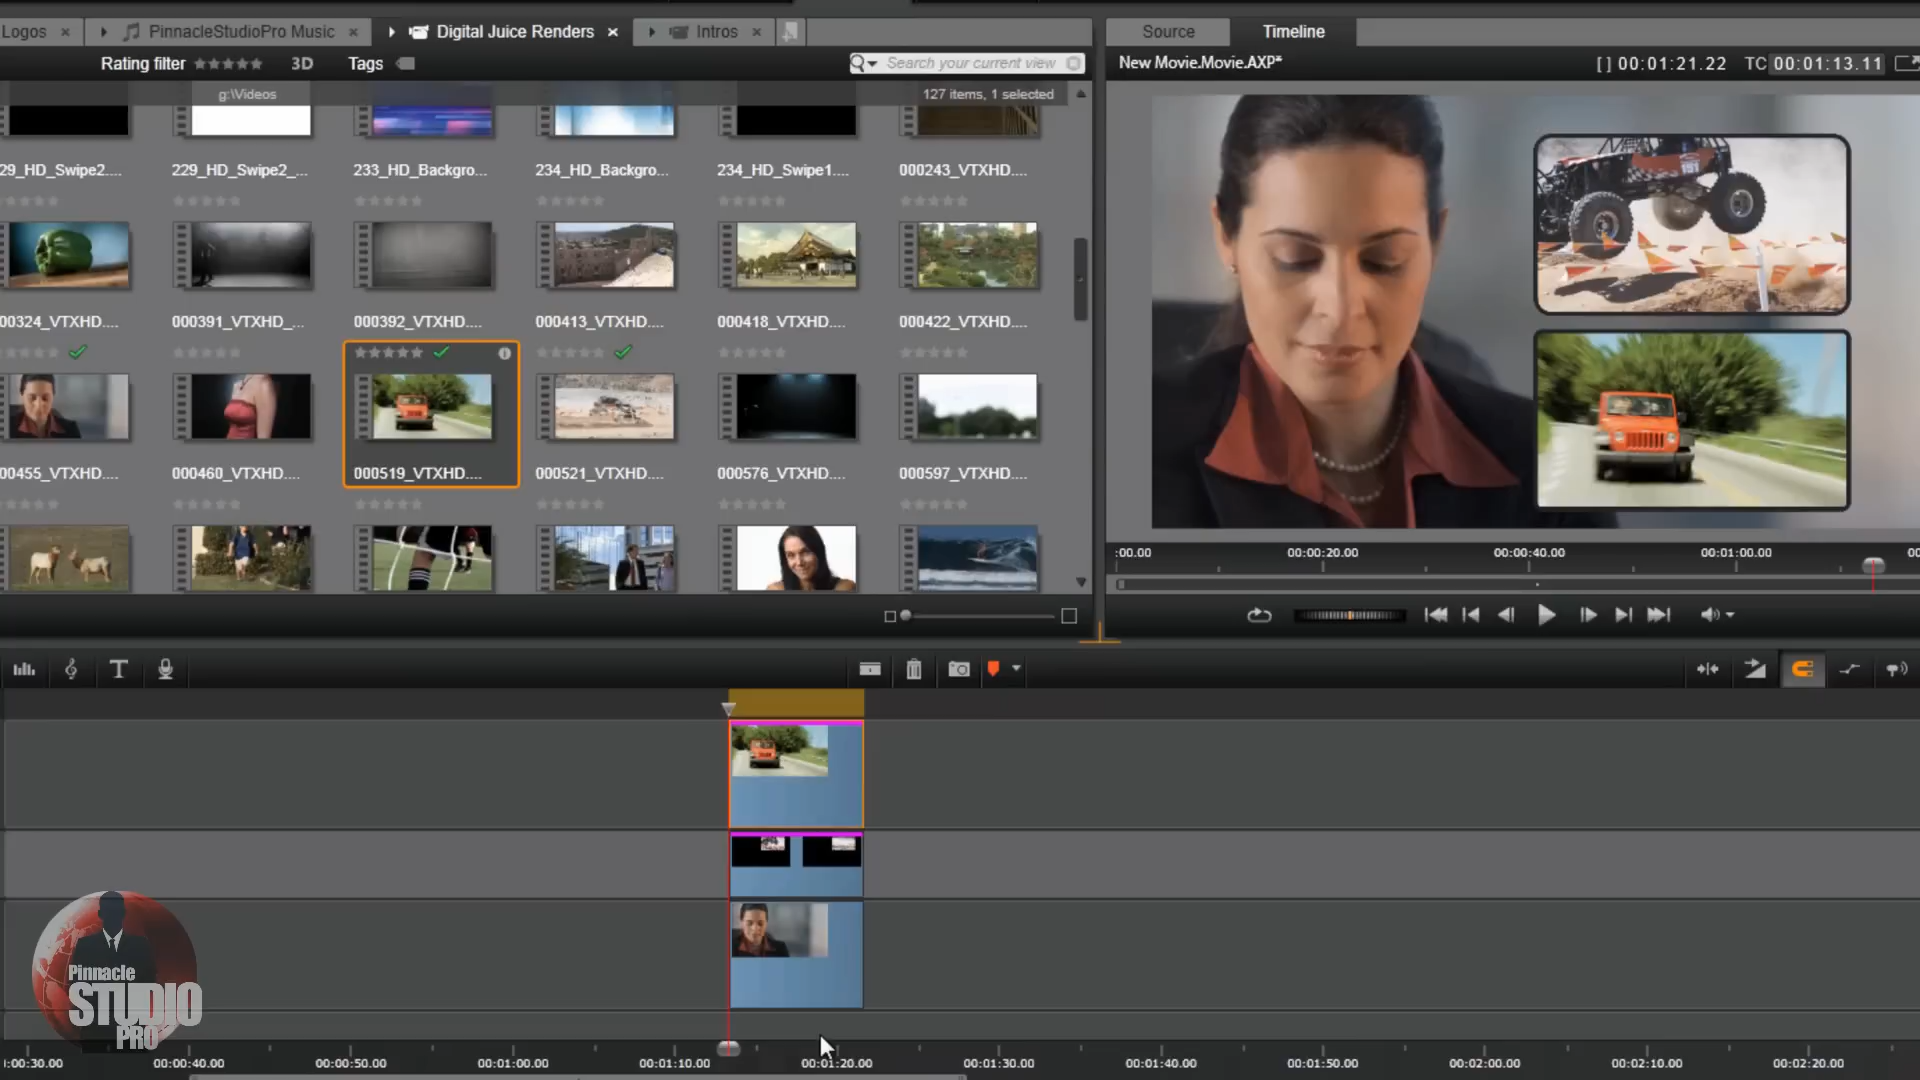 Logos
PinnacleStudioPro Music
Digital Juice Renders
Intros
Source
Timeline
Rating filter
3D
Tags
Search your current view
New Movie.Movie.AXP*
[ ] 00:01:21.22
TC 00:01:13.11
g:\Videos
127 items, 1 selected
29_HD_Swipe2....
229_HD_Swipe2_...
233_HD_Backgro...
234_HD_Backgro...
234_HD_Swipe1....
000243_VTXHD....
00324_VTXHD....
000391_VTXHD_...
000392_VTXHD....
000413_VTXHD....
000418_VTXHD....
000422_VTXHD....
00455_VTXHD....
000460_VTXHD....
000519_VTXHD....
000521_VTXHD....
000576_VTXHD....
000597_VTXHD....
191
:00.00
00:00:20.00
00:00:40.00
00:01:00.00
00
T
Pinnacle
STUDIO
PRO
):00:30.00
00:00:40.00
00:00:50.00
00:01:00.00
00:01:10.00
00:01:20.00
00:01:30.00
00:01:40.00
00:01:50.00
00:02:00.00
00:02:10.00
00:02:20.00